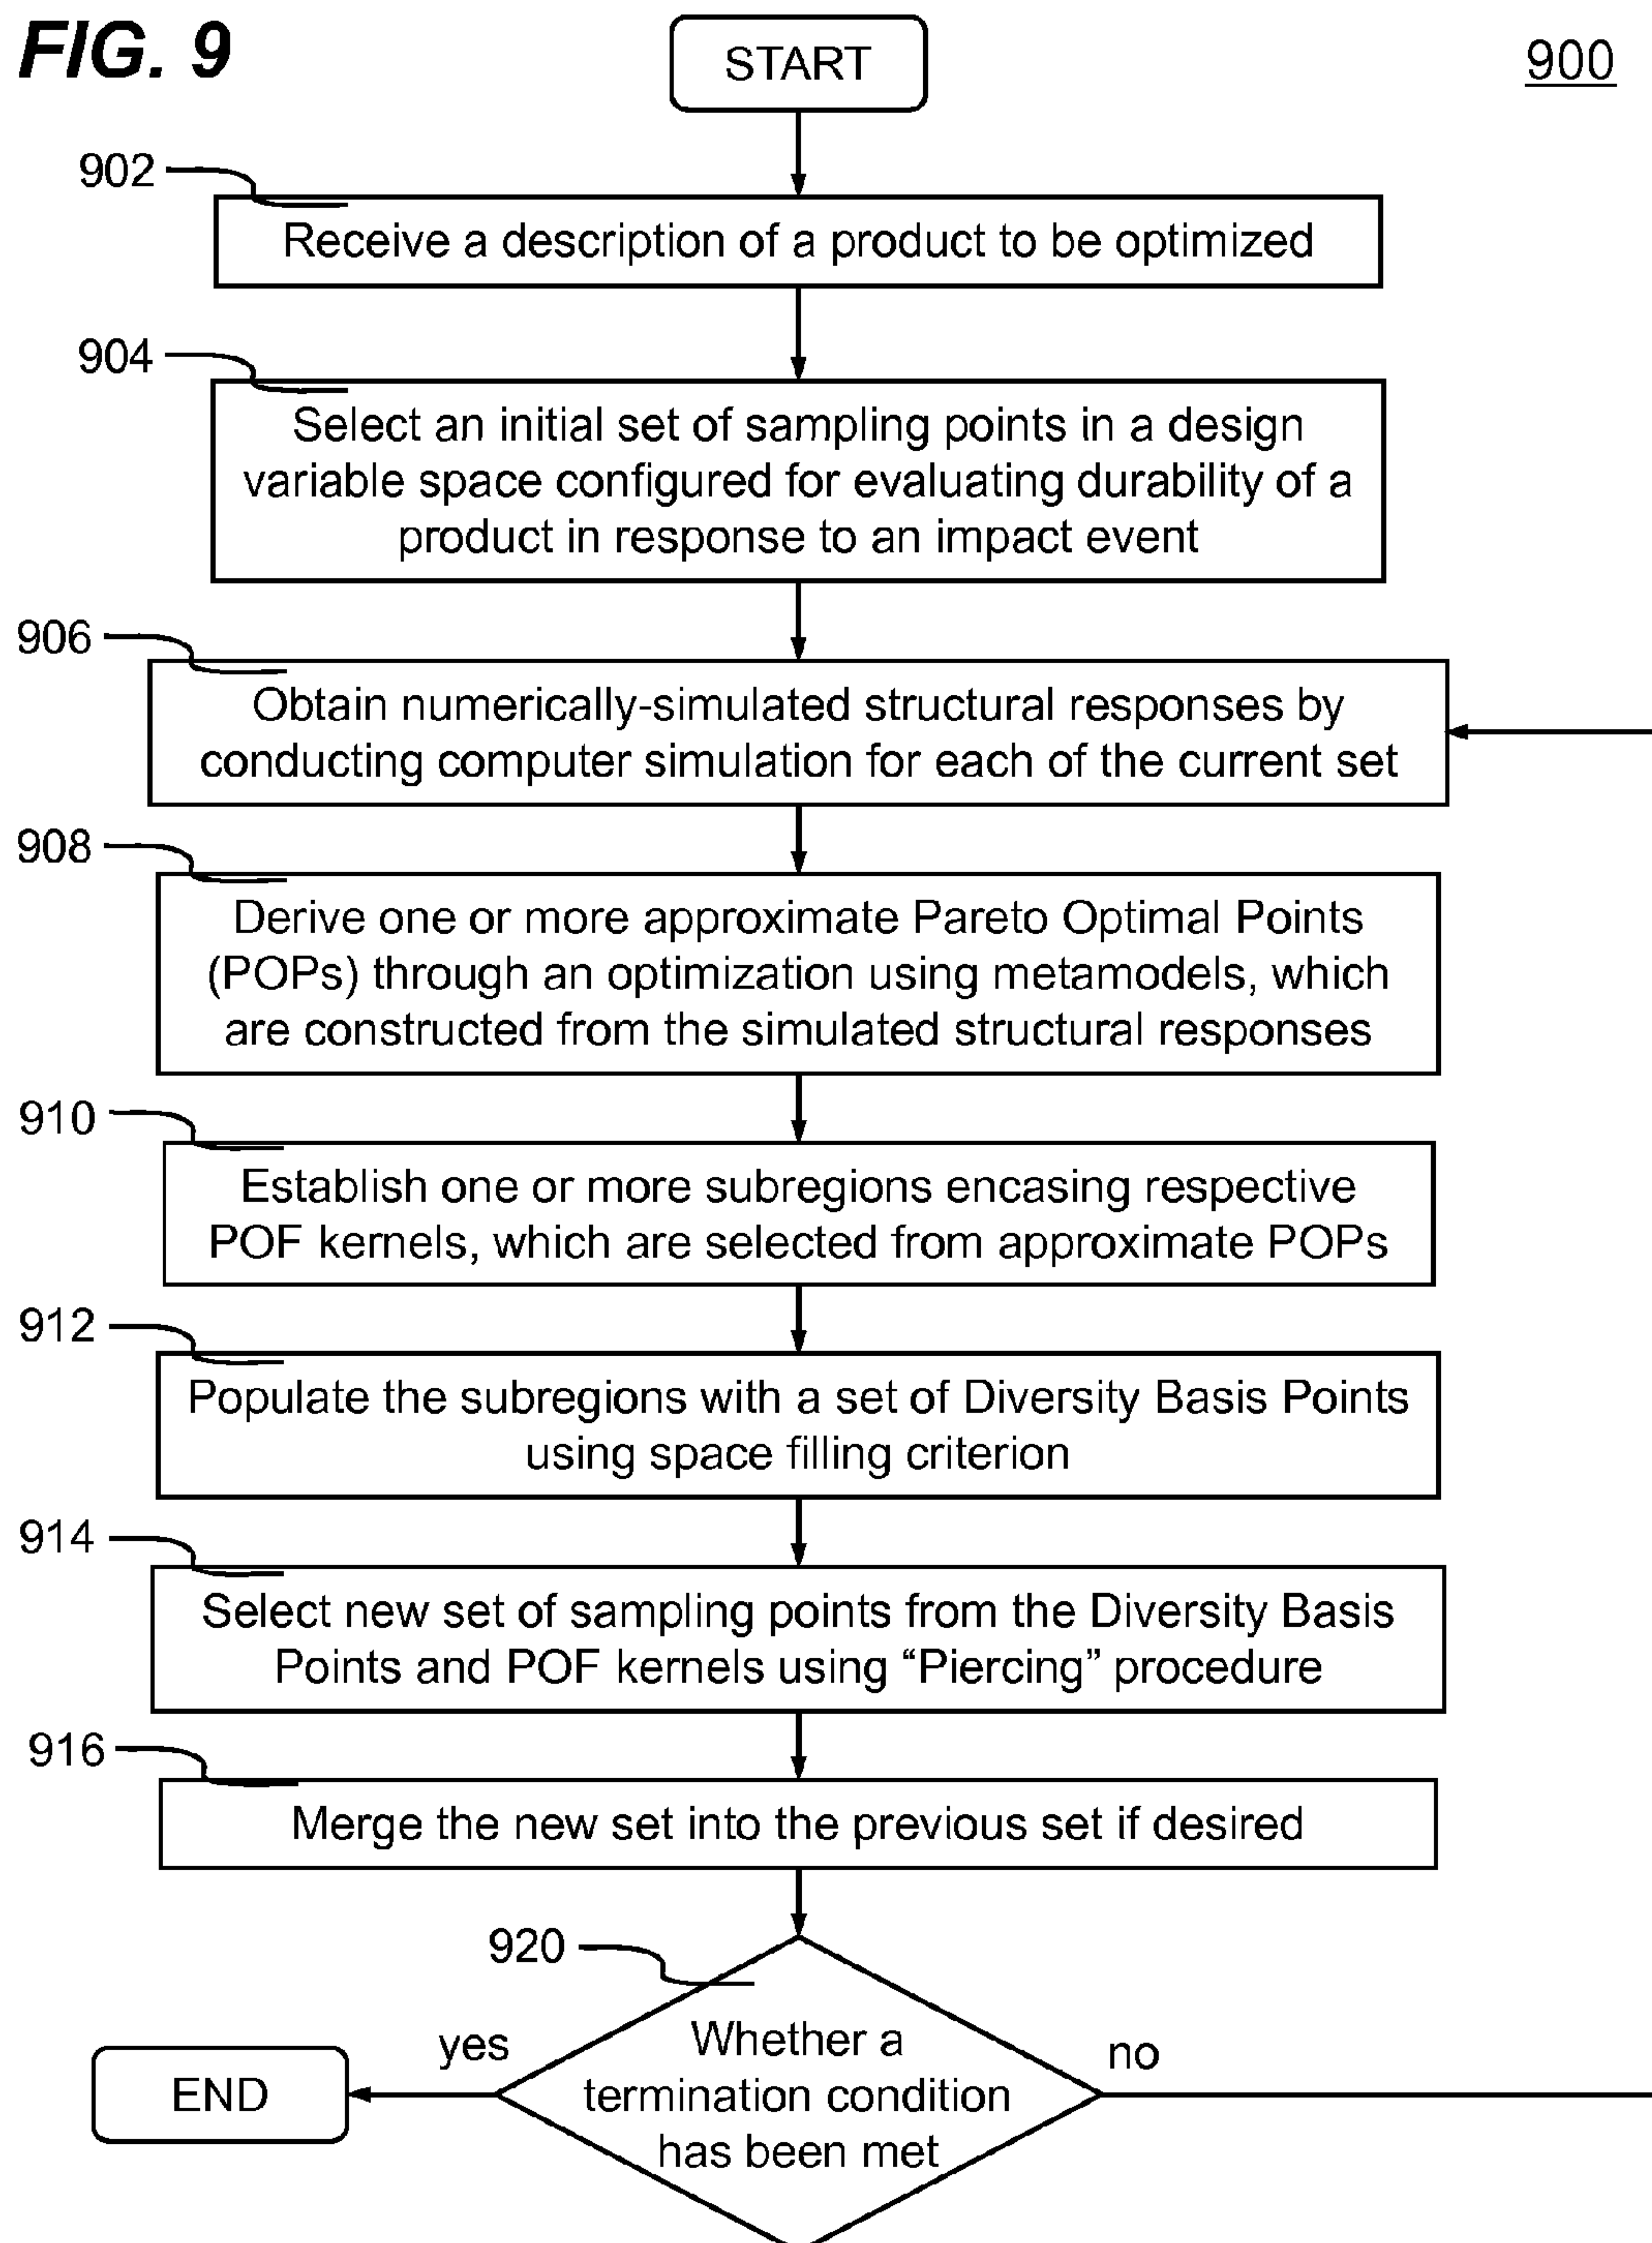 FIG. 9
START
900
902
Receive a description of a product to be optimized
904
Select an initial set of sampling points in a design
variable space configured for evaluating durability of a
product in response to an impact event
906
Obtain numerically-simulated structural responses by
conducting computer simulation for each of the current set
908
Derive one or more approximate Pareto Optimal Points
(POPs) through an optimization using metamodels, which
are constructed from the simulated structural responses
910
Establish one or more subregions encasing respective
POF kernels, which are selected from approximate POPs
912
Populate the subregions with a set of Diversity Basis Points
using space filling criterion
914
Select new set of sampling points from the Diversity Basis
Points and POF kernels using “Piercing” procedure
916
Merge the new set into the previous set if desired
920
Whether a
termination condition
has been met
yes
no
END